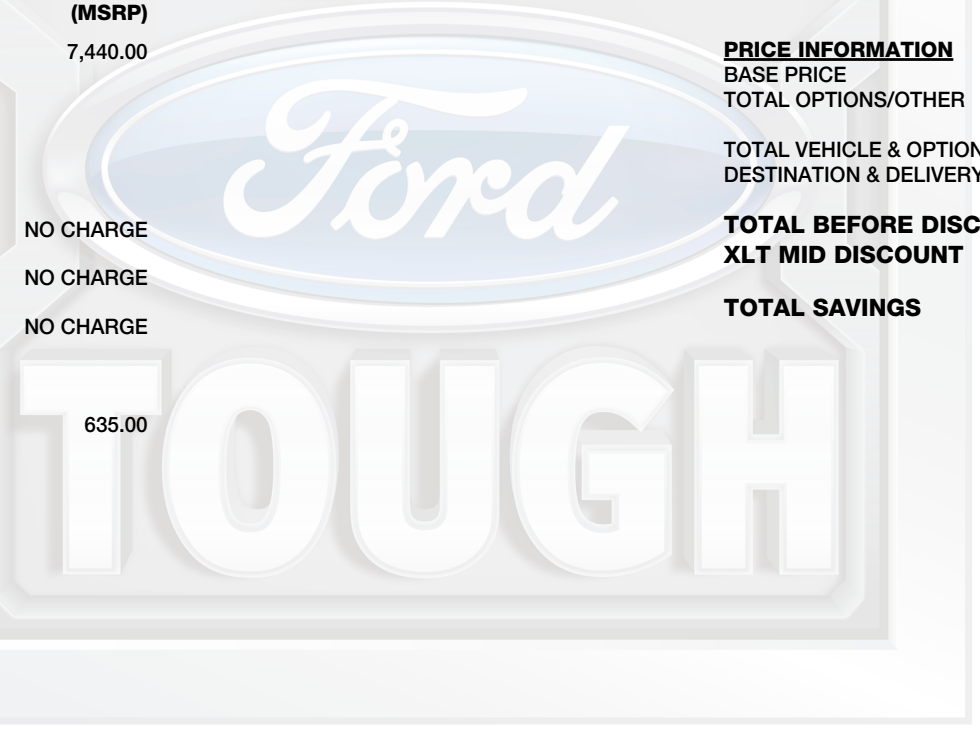 (MSRP)
7,440.00
NO CHARGE
NO CHARGE
NO CHARGE
635.00
PRICE INFORMATION
BASE PRICE
TOTAL OPTIONS/OTHER
TOTAL VEHICLE & OPTION
DESTINATION & DELIVERY
TOTAL BEFORE DISC
XLT MID DISCOUNT
TOTAL SAVINGS
Ford
TOUGH